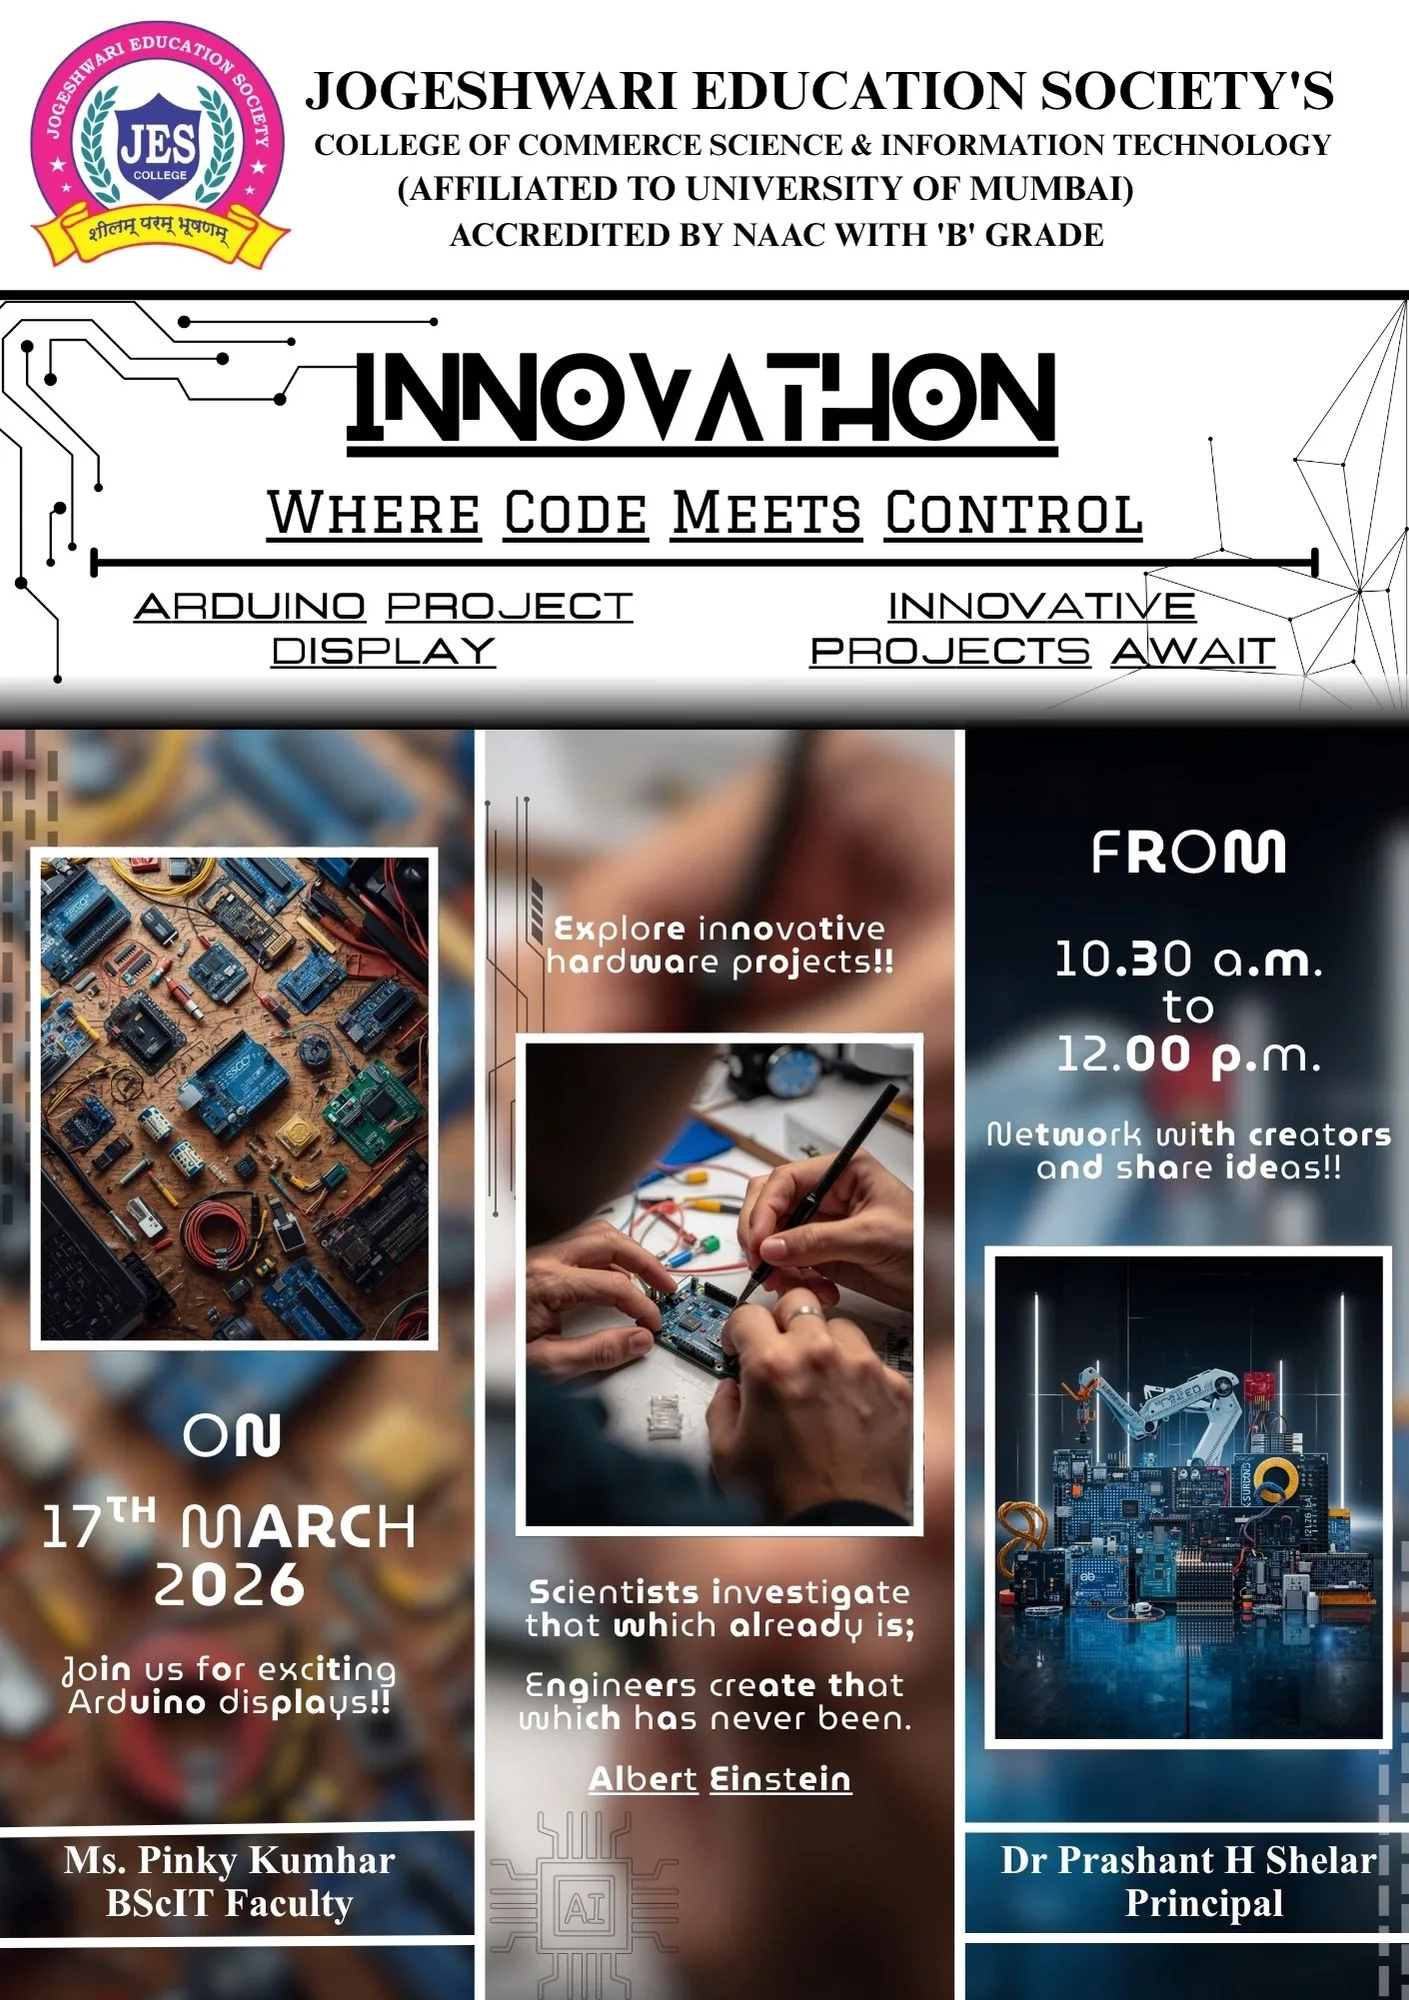 JOGESHWARI EDUCATION SOCIETY
JES
COLLEGE
शीलम् परम् भूषणम्
JOGESHWARI EDUCATION SOCIETY'S
COLLEGE OF COMMERCE SCIENCE & INFORMATION TECHNOLOGY
(AFFILIATED TO UNIVERSITY OF MUMBAI)
ACCREDITED BY NAAC WITH 'B' GRADE
INNOVATHON
WHERE CODE MEETS CONTROL
ARDUINO PROJECT
DISPLAY
INNOVATIVE
PROJECTS AWAIT
ON
17TH MARCH
2026
Join us for exciting
Arduino displays!!
Ms. Pinky Kumhar
BScIT Faculty
Explore innovative
hardware projects!!
Scientists investigate
that which already is;
Engineers create that
which has never been.
Albert Einstein
AI
FROM
10.30 a.m.
to
12.00 p.m.
Network with creators
and share ideas!!
Dr Prashant H Shelar
Principal